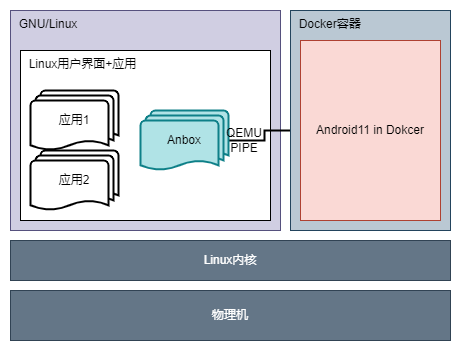 GNU/Linux
Linux用户界面+应用
应用1
应用2
Anbox
QEMU
PIPE
Docker容器
Android11 in Dokcer
Linux内核
物理机